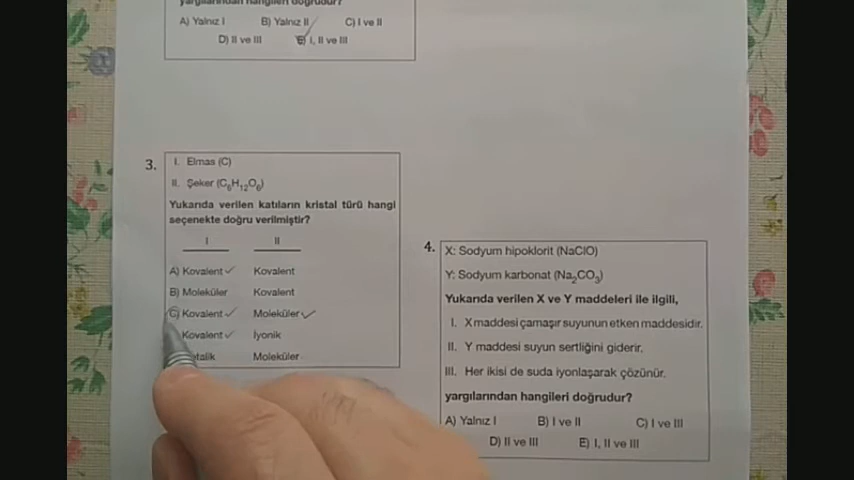 yargılarından hangileri doğrudur?
A) Yalnız I B) Yalnız II C) I ve II
D) II ve III E) I, II ve III
3. I. Elmas (C)
II. Şeker (C₆H₁₂O₆)
Yukarıda verilen katıların kristal türü hangi
seçenekte doğru verilmiştir?
I II
A) Kovalent ✓ Kovalent
B) Moleküler Kovalent
C) Kovalent ✓ Moleküler ✓
Kovalent ✓ İyonik
Moleküler
4. X: Sodyum hipoklorit (NaClO)
Y: Sodyum karbonat (Na₂CO₃)
Yukarıda verilen X ve Y maddeleri ile ilgili,
I. X maddesi çamaşır suyunun etken maddesidir.
II. Y maddesi suyun sertliğini giderir.
III. Her ikisi de suda iyonlaşarak çözünür.
yargılarından hangileri doğrudur?
A) Yalnız I B) I ve II C) I ve III
D) II ve III E) I, II ve III